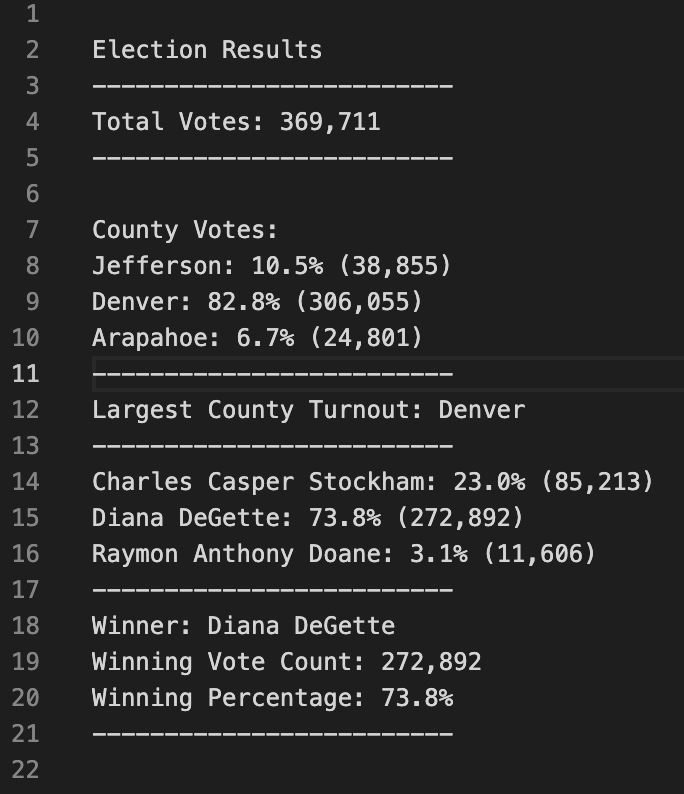 1
2 Election Results
3 -------------------------
4 Total Votes: 369,711
5 -------------------------
6
7 County Votes:
8 Jefferson: 10.5% (38,855)
9 Denver: 82.8% (306,055)
10 Arapahoe: 6.7% (24,801)
11 -------------------------
12 Largest County Turnout: Denver
13 -------------------------
14 Charles Casper Stockham: 23.0% (85,213)
15 Diana DeGette: 73.8% (272,892)
16 Raymon Anthony Doane: 3.1% (11,606)
17 -------------------------
18 Winner: Diana DeGette
19 Winning Vote Count: 272,892
20 Winning Percentage: 73.8%
21 -------------------------
22